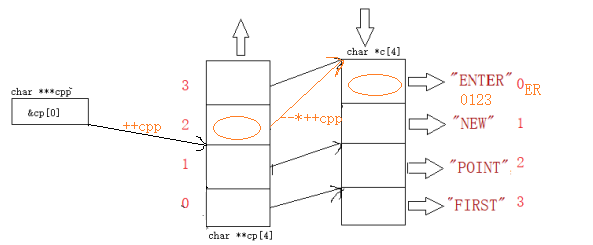 char *c[4]
char ***cpp
&cp[0]
++cpp
--*++cpp
3
2
1
0
"ENTER" 0
0123 ER
"NEW" 1
"POINT" 2
"FIRST" 3
char **cp[4]